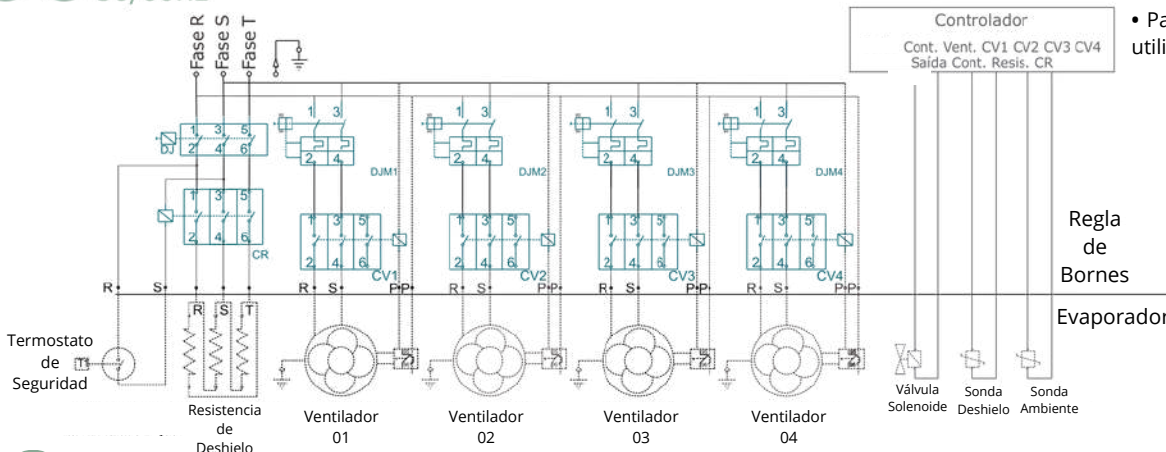 Fase R
Fase S
Fase T
Controlador
Cont. Vent. CV1 CV2 CV3 CV4
Saída Cont. Resis. CR
• Pa
utili
1 3 5
DJ
2 4 6
1 3 5
2 4 6
CR
1 3
2 4
DJM1
1 3
2 4
DJM2
1 3
2 4
DJM3
1 3
2 4
DJM4
1 3 5
2 4 6
CV1
1 3 5
2 4 6
CV2
1 3 5
2 4 6
CV3
1 3 5
2 4 6
CV4
Regla
de
Bornes
R S R S P P R S P P R S P P R S P P
R S T
Evaporador
Termostato
de
Seguridad
Resistencia
de
Deshielo
Ventilador
01
Ventilador
02
Ventilador
03
Ventilador
04
Válvula
Solenoide
Sonda
Deshielo
Sonda
Ambiente